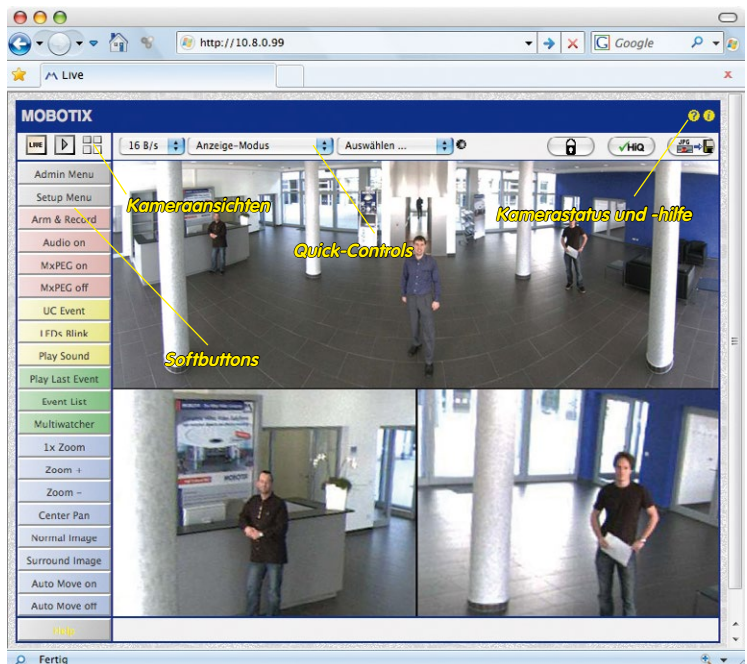 http://10.8.0.99
Google
Live
MOBOTIX
LIVE
16 B/s
Anzeige-Modus
Auswählen ...
HiQ
JPG
Admin Menu
Setup Menu
Arm & Record
Audio on
MxPEG on
MxPEG off
UC Event
LEDs Blink
Play Sound
Play Last Event
Event List
Multiwatcher
1x Zoom
Zoom +
Zoom –
Center Pan
Normal Image
Surround Image
Auto Move on
Auto Move off
Help
Kameraansichten
Quick-Controls
Kamerastatus und -hilfe
Softbuttons
MOBOTIX
Fertig